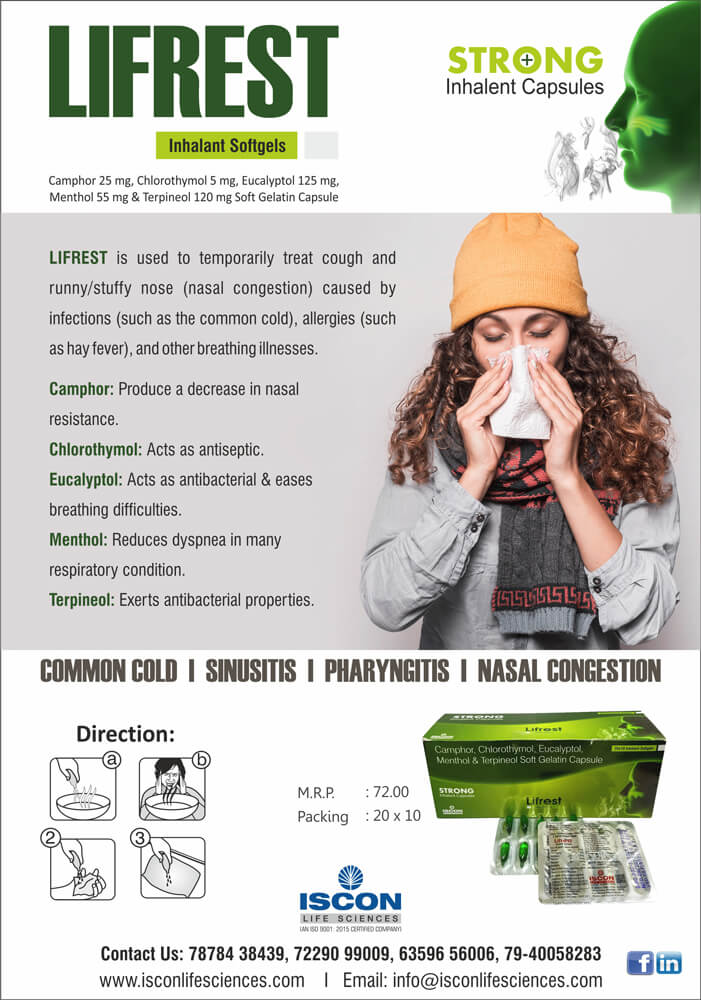 LIFREST
STRONG
Inhalent Capsules
Inhalant Softgels
Camphor 25 mg, Chlorothymol 5 mg, Eucalyptol 125 mg,
Menthol 55 mg & Terpineol 120 mg Soft Gelatin Capsule
LIFREST is used to temporarily treat cough and
runny/stuffy nose (nasal congestion) caused by
infections (such as the common cold), allergies (such
as hay fever), and other breathing illnesses.
Camphor: Produce a decrease in nasal
resistance.
Chlorothymol: Acts as antiseptic.
Eucalyptol: Acts as antibacterial & eases
breathing difficulties.
Menthol: Reduces dyspnea in many
respiratory condition.
Terpineol: Exerts antibacterial properties.
COMMON COLD I SINUSITIS I PHARYNGITIS I NASAL CONGESTION
Direction:
a
b
2
3
M.R.P. : 72.00
Packing : 20 x 10
STRONG
Lifrest
Camphor, Chlorothymol, Eucalyptol,
Menthol & Terpineol Soft Gelatin Capsule
STRONG
Inhalent Capsules
Lifrest
ISCON
ISCON
LIFE SCIENCES
(AN ISO 9001: 2015 CERTIFIED COMPANY)
Contact Us: 78784 38439, 72290 99009, 63596 56006, 79-40058283
www.isconlifesciences.com I Email: info@isconlifesciences.com
f in